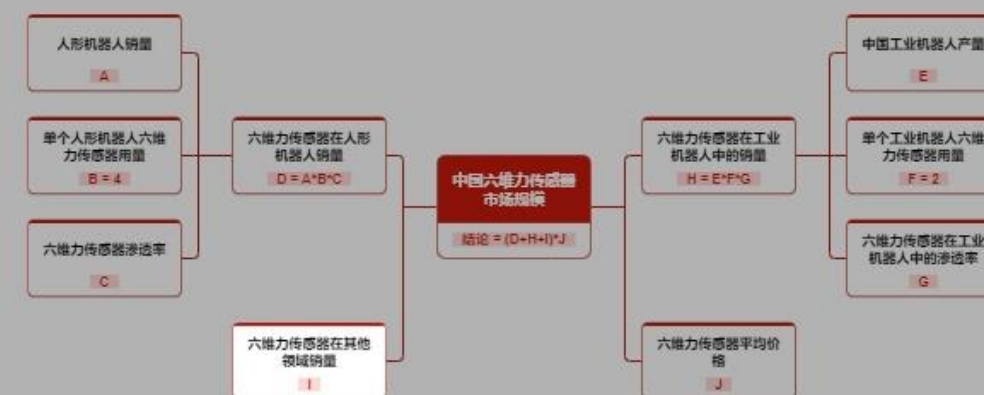 人形机器人销量
A
单个人形机器人六维
力传感器用量
B = 4
六维力传感器渗透率
C
六维力传感器在人形
机器人销量
D = A*B*C
六维力传感器在其他
领域销量
I
中国六维力传感器
市场规模
结论 = (D+H+I)*J
六维力传感器在工业
机器人中的销量
H = E*F*G
六维力传感器平均价
格
J
中国工业机器人产量
E
单个工业机器人六维
力传感器用量
F = 2
六维力传感器在工业
机器人中的渗透率
G